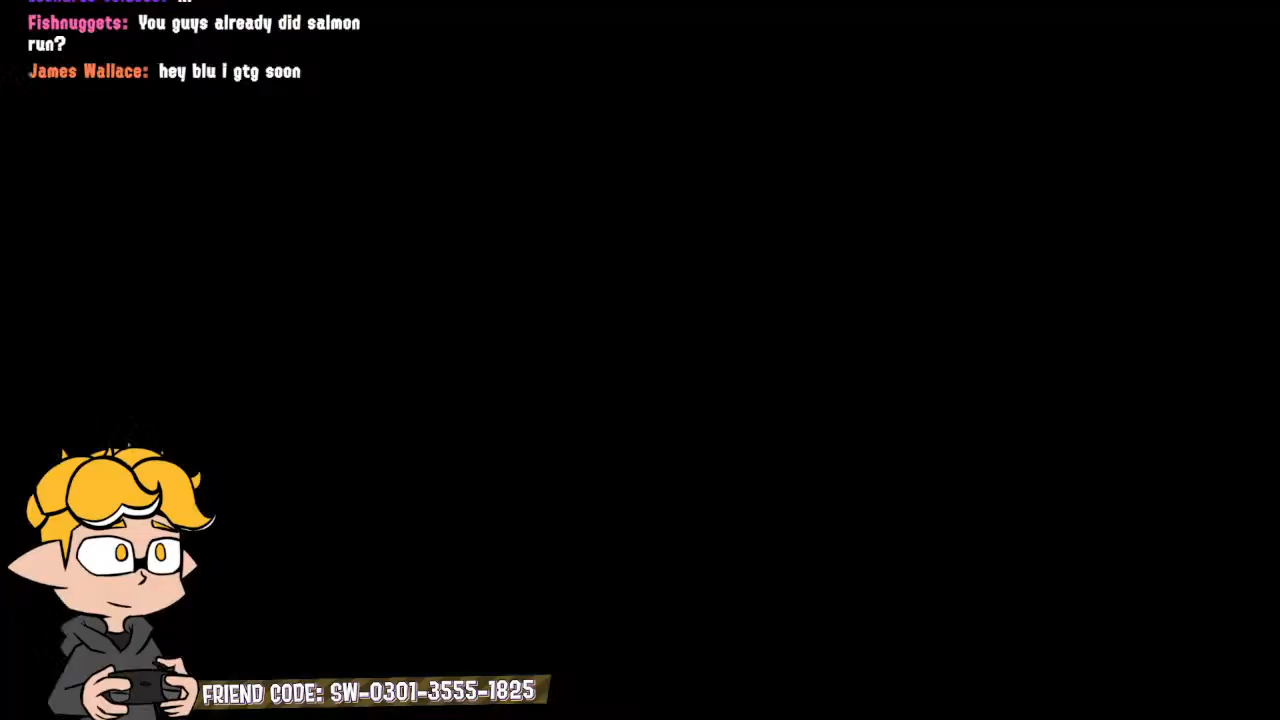 Fishnuggets: You guys already did salmon
run?
James Wallace: hey blu i gtg soon
FRIEND CODE: SW-0301-3555-1825